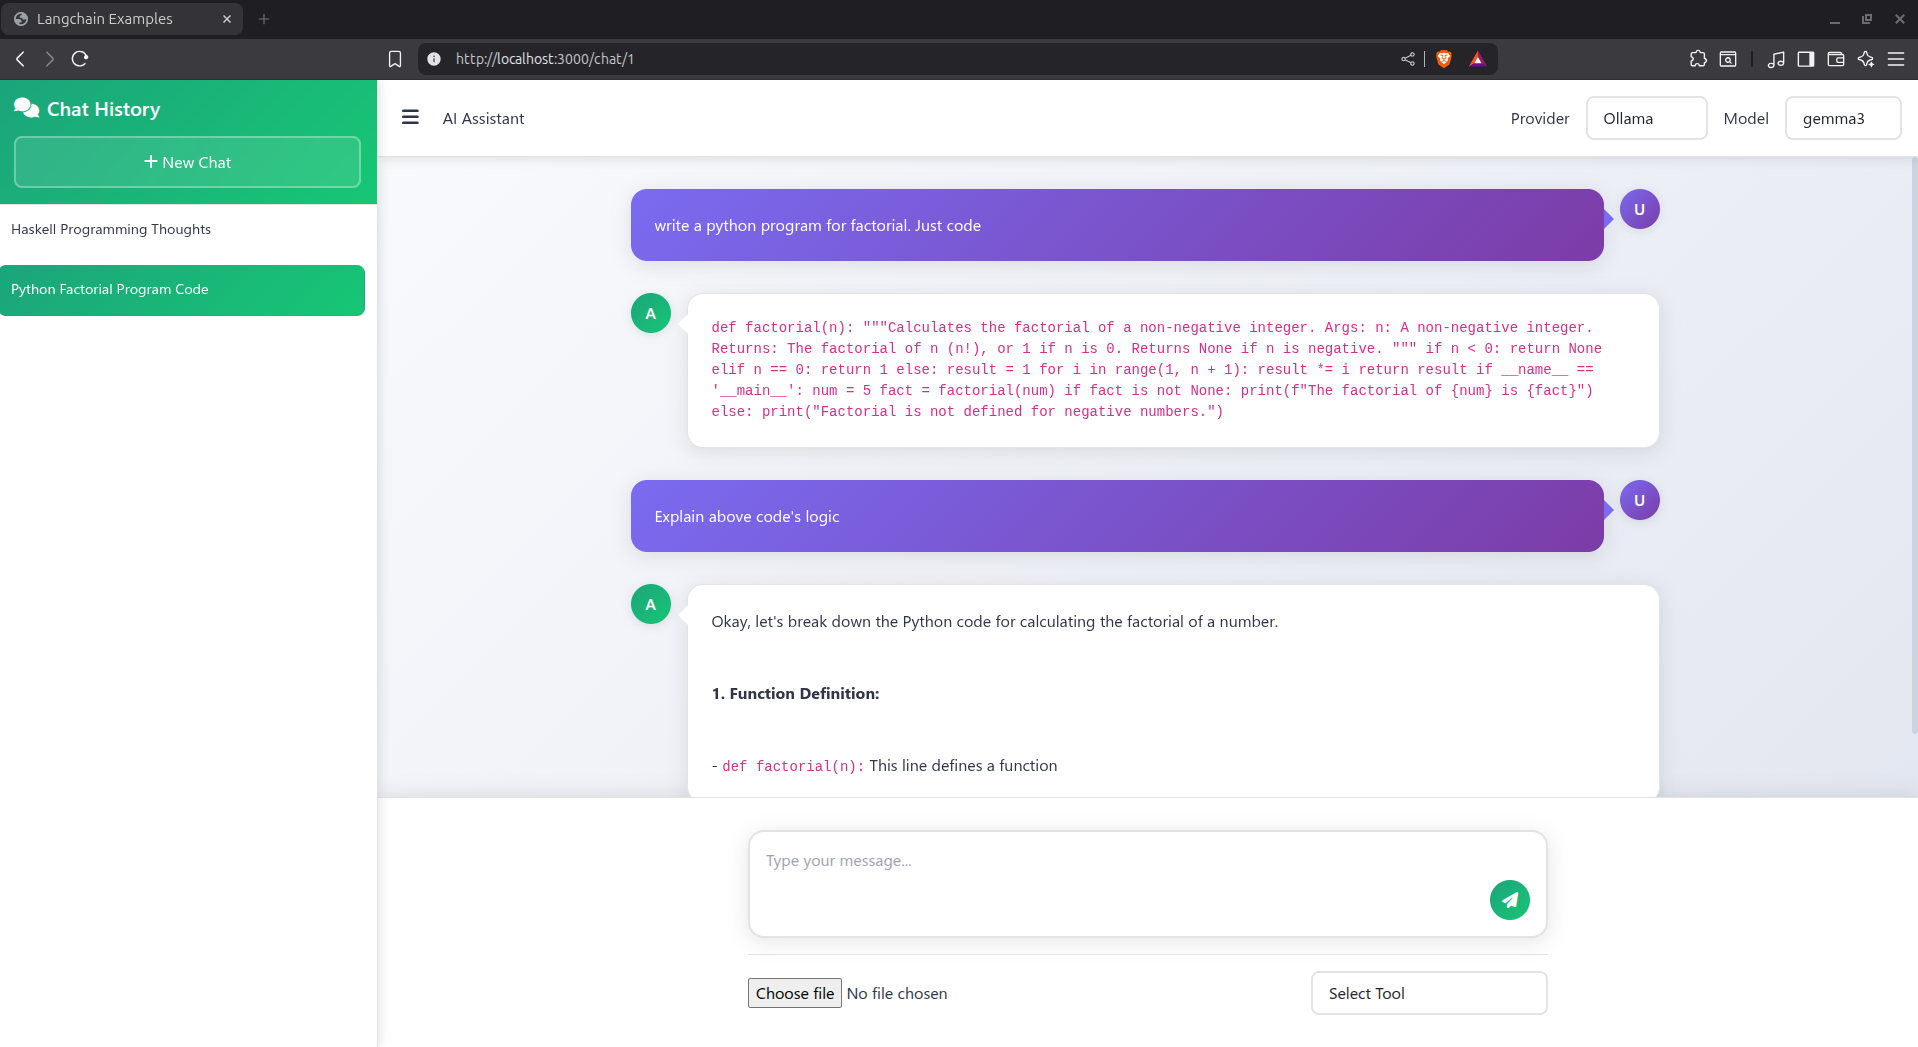 Langchain Examples
http://localhost:3000/chat/1
Chat History
New Chat
Haskell Programming Thoughts
Python Factorial Program Code
AI Assistant
Provider
Ollama
Model
gemma3
write a python program for factorial. Just code
U
A
def factorial(n): """Calculates the factorial of a non-negative integer. Args: n: A non-negative integer.
Returns: The factorial of n (n!), or 1 if n is 0. Returns None if n is negative. """ if n < 0: return None
elif n == 0: return 1 else: result = 1 for i in range(1, n + 1): result *= i return result if __name__ ==
'__main__': num = 5 fact = factorial(num) if fact is not None: print(f"The factorial of {num} is {fact}")
else: print("Factorial is not defined for negative numbers.")
Explain above code's logic
U
A
Okay, let's break down the Python code for calculating the factorial of a number.
1. Function Definition:
- def factorial(n): This line defines a function
Type your message...
Choose file No file chosen
Select Tool